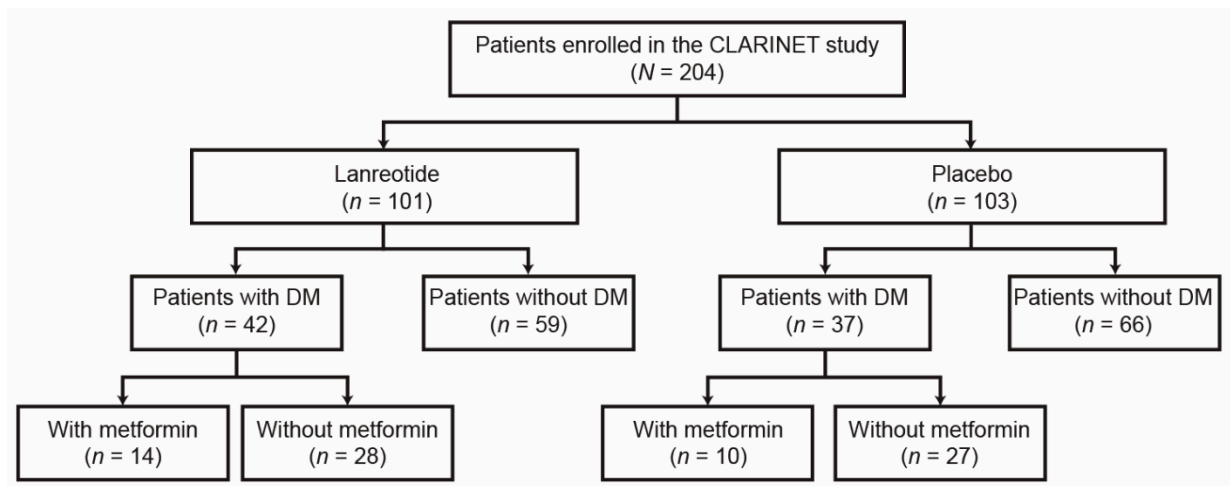 Patients enrolled in the CLARINET study
(N = 204)
Lanreotide
(n = 101)
Placebo
(n = 103)
Patients with DM
(n = 42)
Patients without DM
(n = 59)
Patients with DM
(n = 37)
Patients without DM
(n = 66)
With metformin
(n = 14)
Without metformin
(n = 28)
With metformin
(n = 10)
Without metformin
(n = 27)